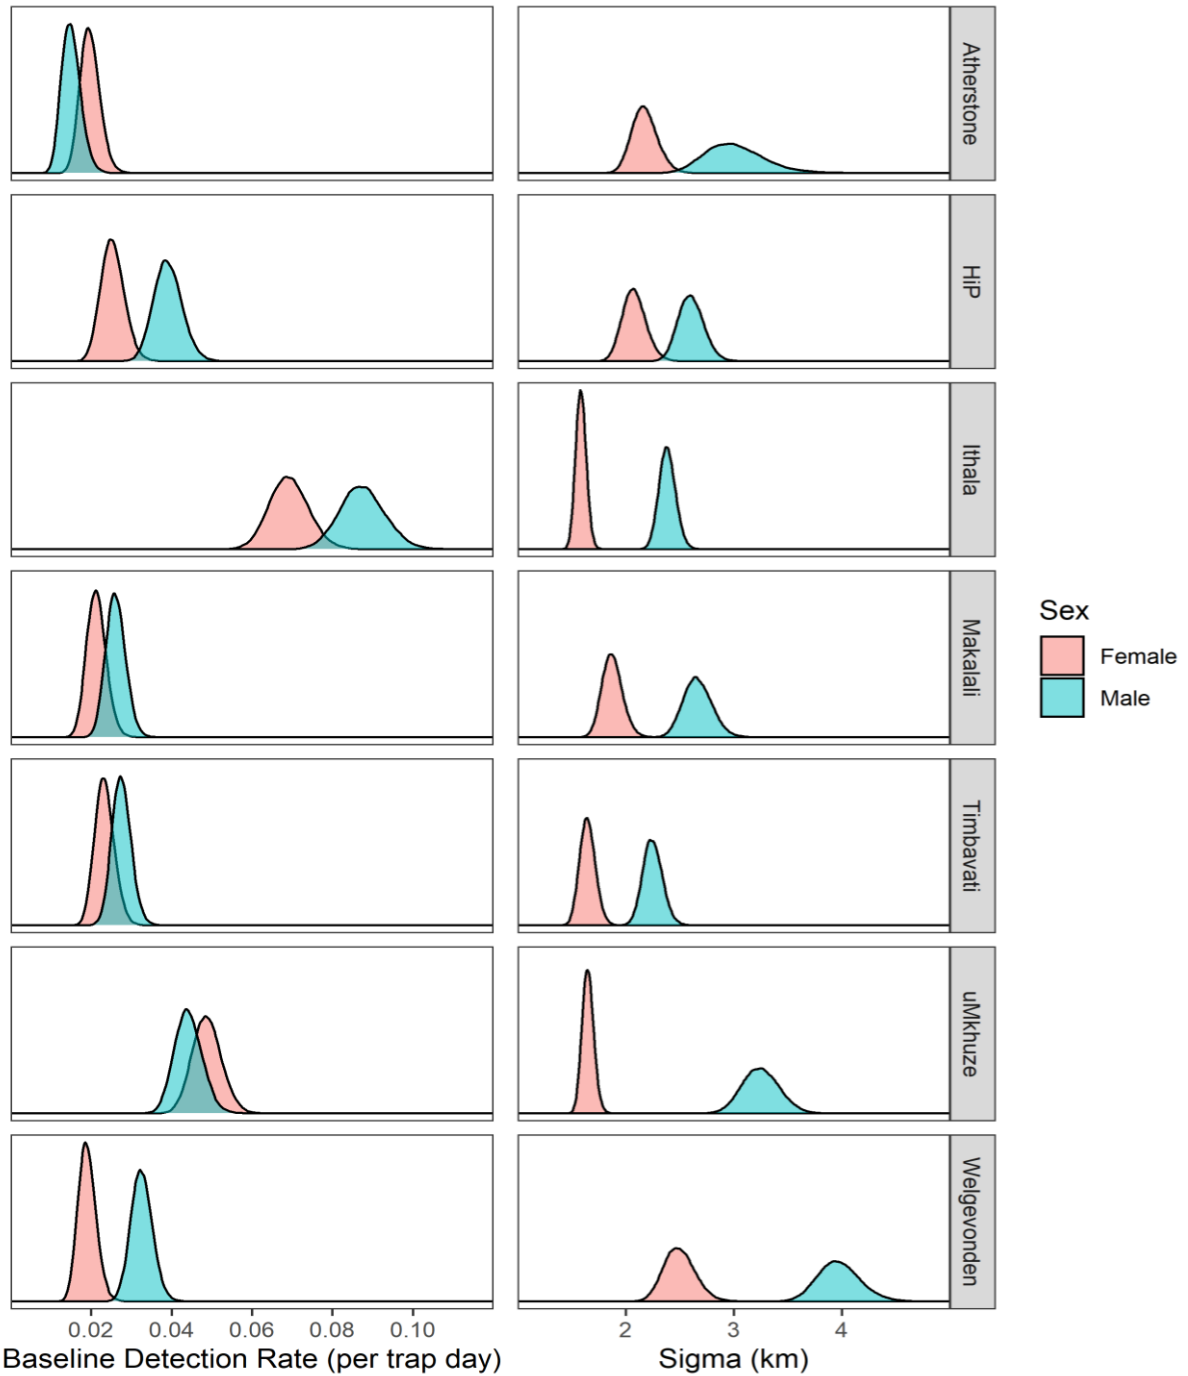 Atherstone
HiP
Ithala
Makalali
Timbavati
uMkhuze
Welgevonden
Sex
Female
Male
0.02 0.04 0.06 0.08 0.10
2 3 4
Baseline Detection Rate (per trap day)
Sigma (km)